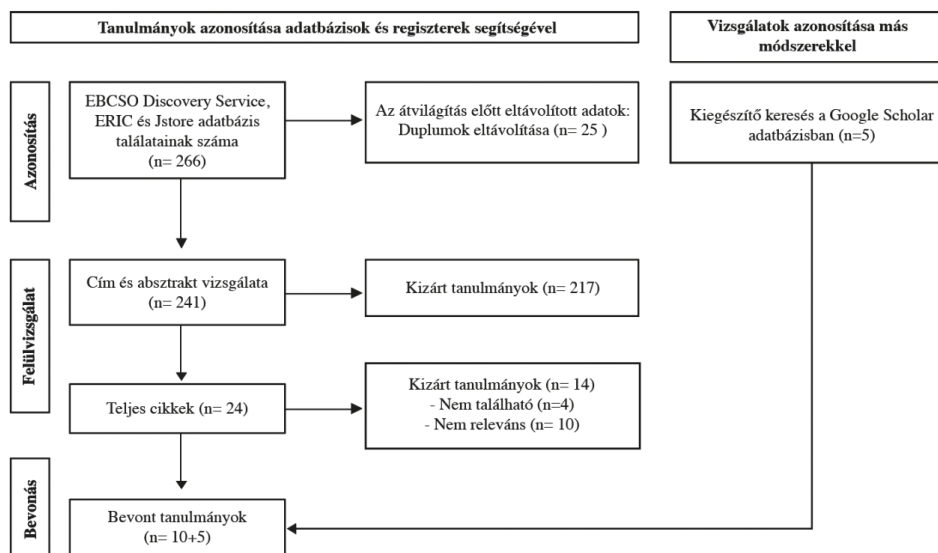 Tanulmányok azonosítása adatbázisok és regiszterek segítségével
Vizsgálatok azonosítása más
módszerekkel
Azonosítás
EBCSO Discovery Service,
ERIC és Jstore adatbázis
találatainak száma
(n= 266)
Az átvilágítás előtt eltávolított adatok:
Duplumok eltávolítása (n= 25 )
Kiegészítő keresés a Google Scholar
adatbázisban (n=5)
Felülvizsgálat
Cím és absztrakt vizsgálata
(n= 241)
Kizárt tanulmányok (n= 217)
Teljes cikkek (n= 24)
Kizárt tanulmányok (n= 14)
- Nem található (n=4)
- Nem releváns (n= 10)
Bevonás
Bevont tanulmányok
(n= 10+5)